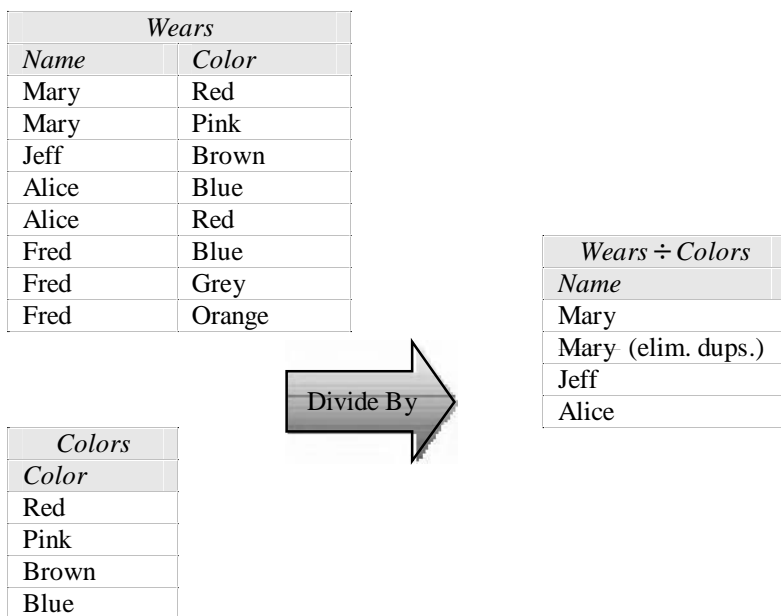 Wears
Name Color
Mary Red
Mary Pink
Jeff Brown
Alice Blue
Alice Red
Fred Blue
Fred Grey
Fred Orange
Colors
Color
Red
Pink
Brown
Blue
Divide By
Wears ÷ Colors
Name
Mary
Mary (elim. dups.)
Jeff
Alice